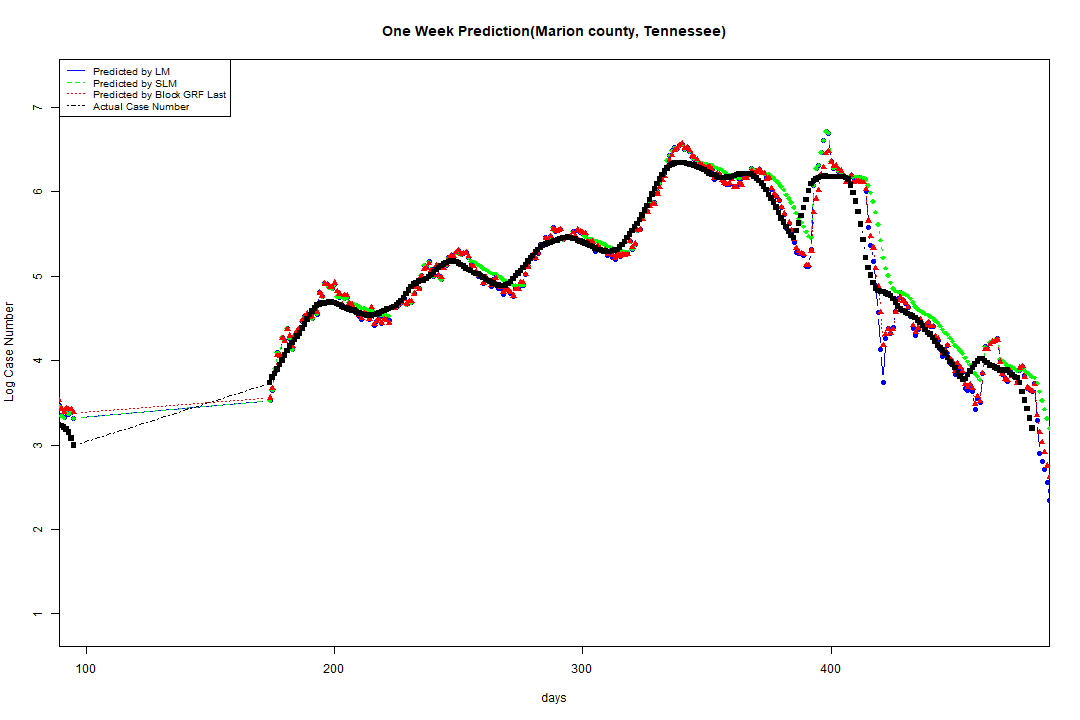 One Week Prediction(Marion county, Tennessee)
Predicted by LM
Predicted by SLM
Predicted by Block GRF Last
Actual Case Number
Log Case Number
7
6
5
4
3
2
1
100 200 300 400
days